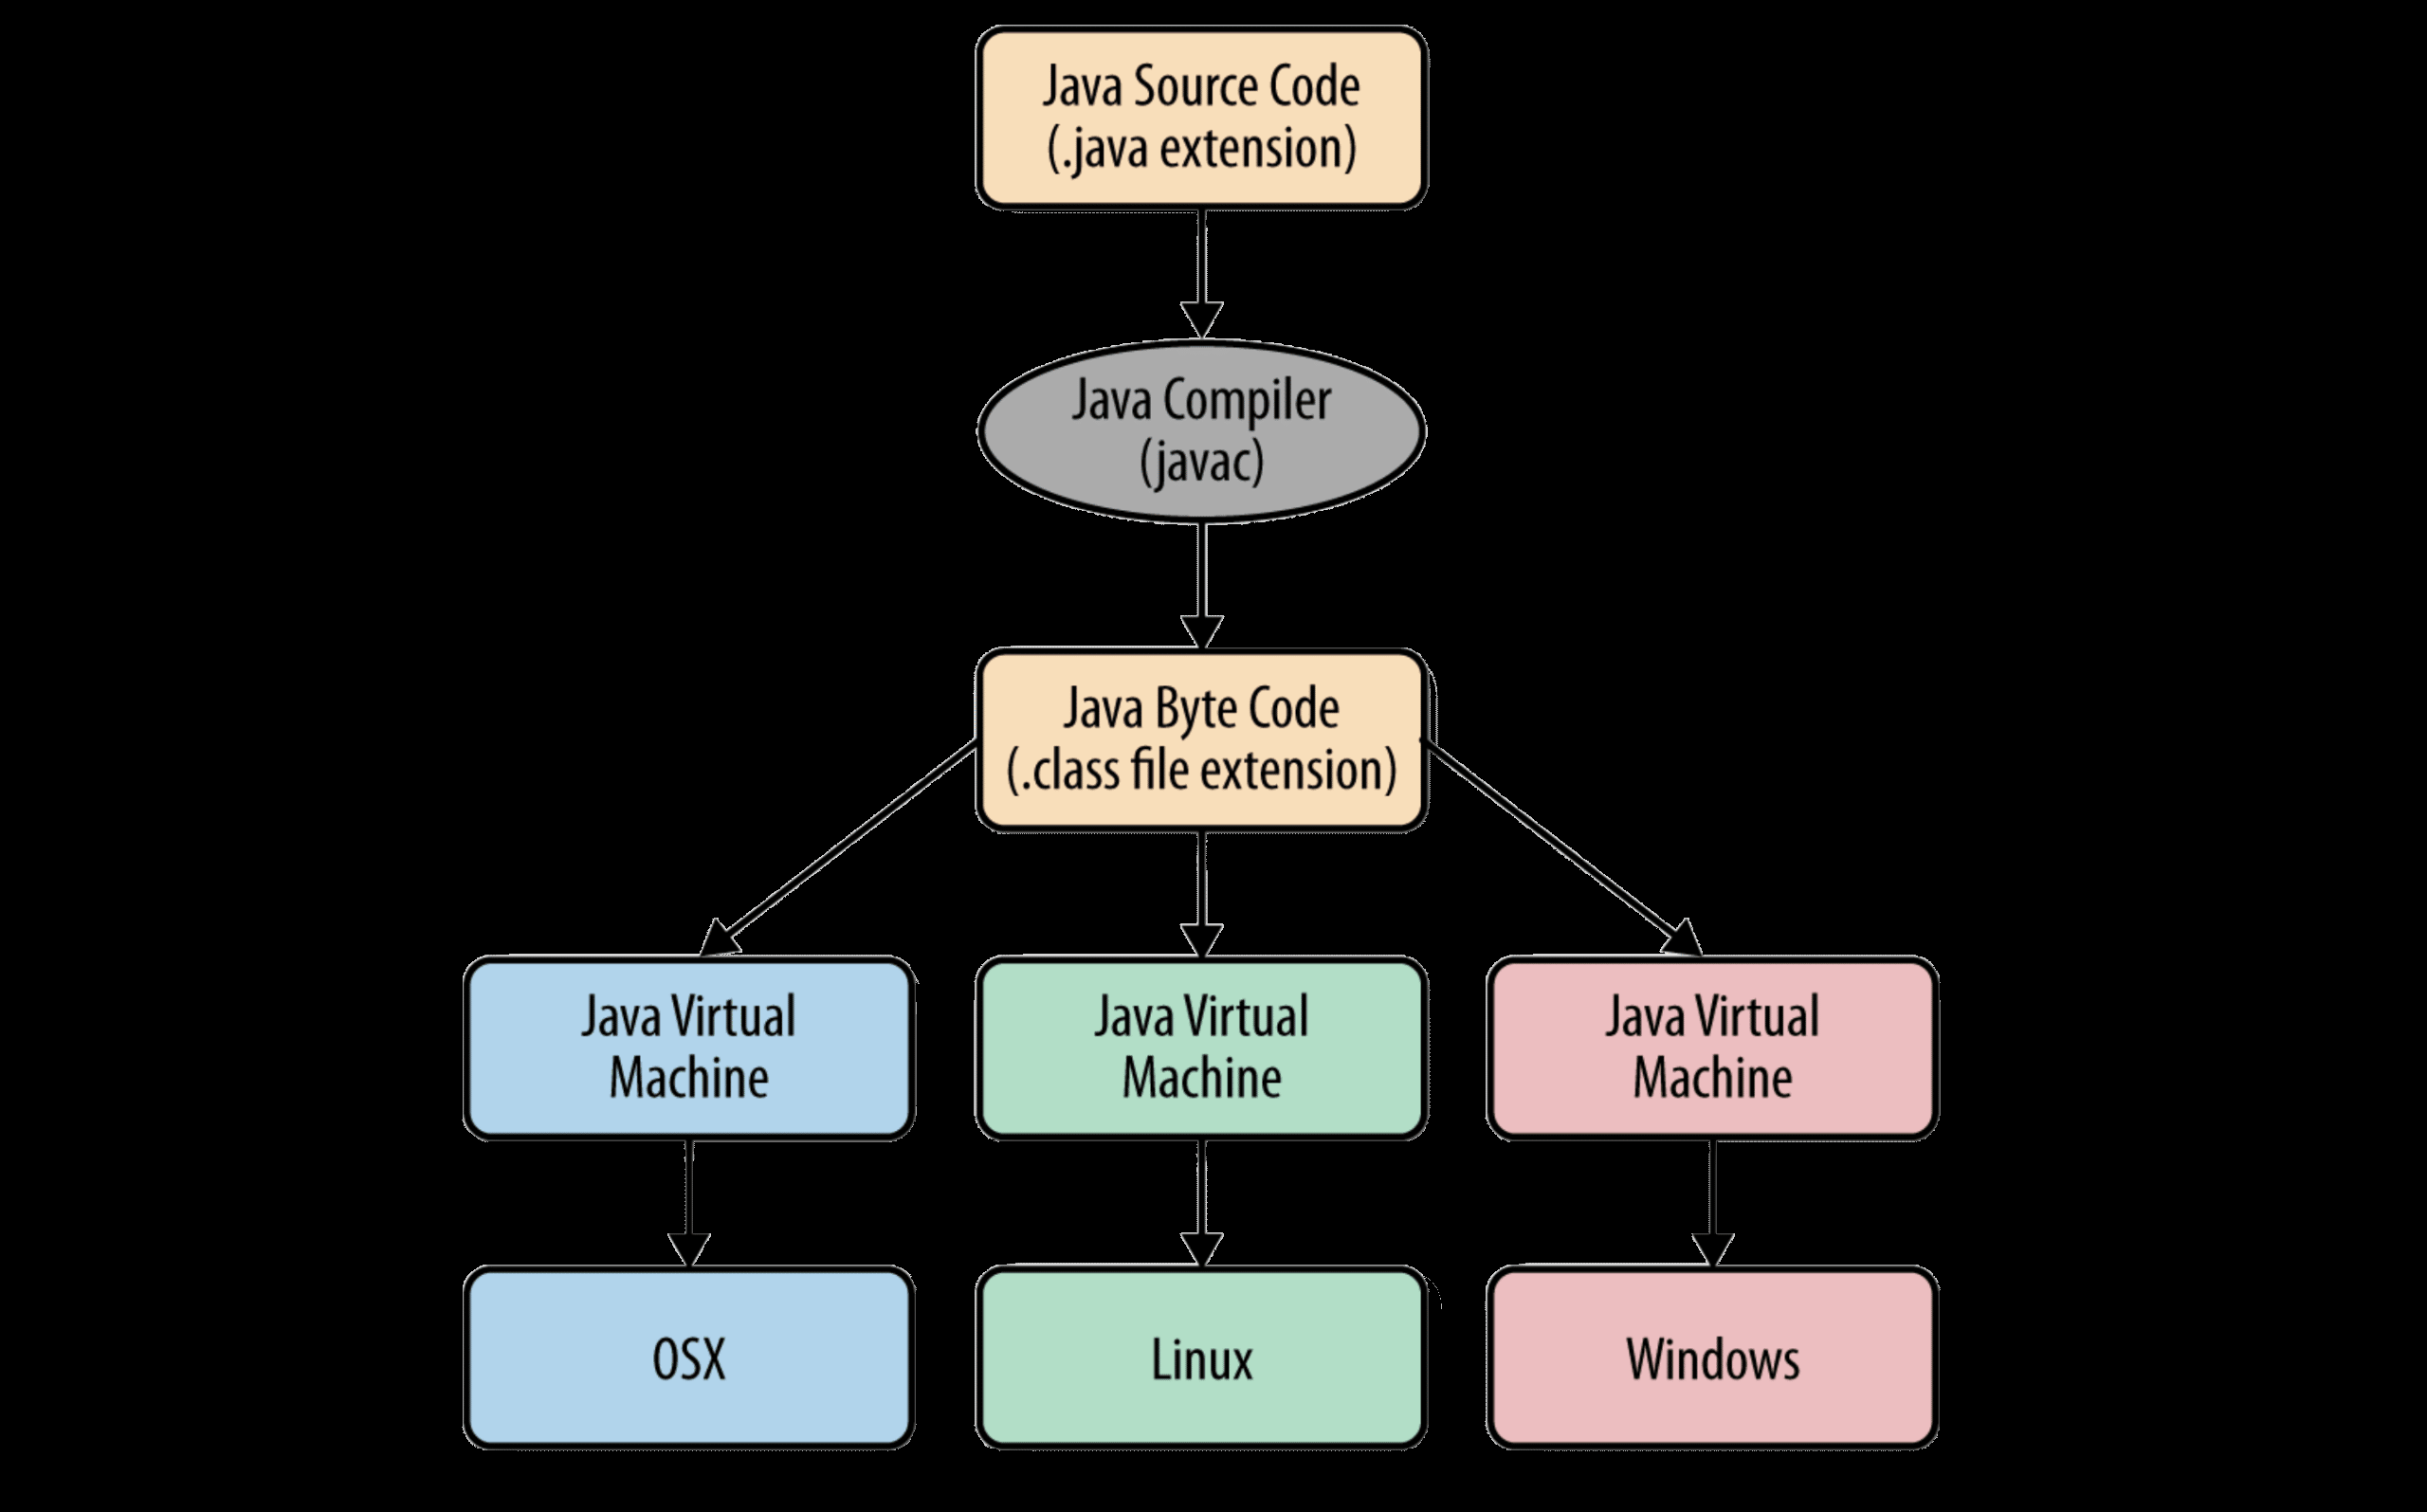 Java Source Code
(.java extension)
Java Compiler
(javac)
Java Byte Code
(.class file extension)
Java Virtual
Machine
Java Virtual
Machine
Java Virtual
Machine
OSX
Linux
Windows